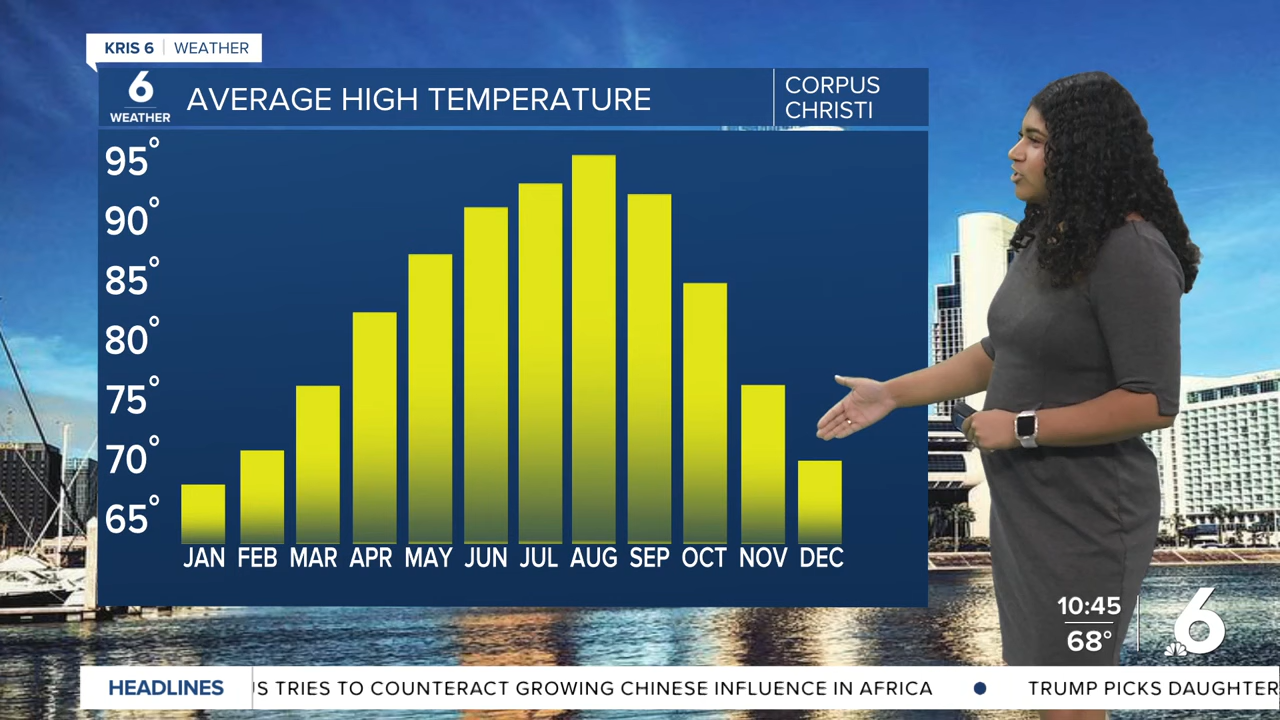 KRIS 6 | WEATHER
6
WEATHER
AVERAGE HIGH TEMPERATURE
CORPUS
CHRISTI
95°
90°
85°
80°
75°
70°
65°
JAN FEB MAR APR MAY JUN JUL AUG SEP OCT NOV DEC
10:45
68°
6
HEADLINES
S TRIES TO COUNTERACT GROWING CHINESE INFLUENCE IN AFRICA • TRUMP PICKS DAUGHTER